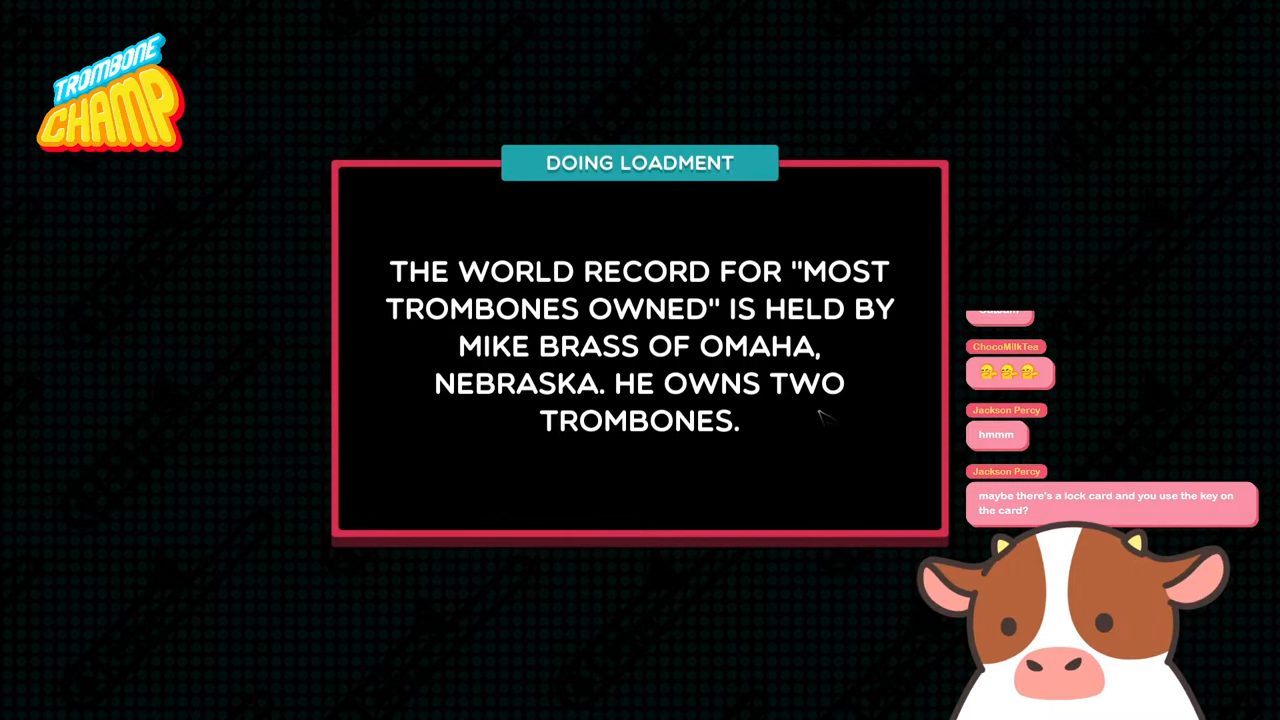 TROMBONE
CHAMP
DOING LOADMENT
THE WORLD RECORD FOR "MOST
TROMBONES OWNED" IS HELD BY
MIKE BRASS OF OMAHA,
NEBRASKA. HE OWNS TWO
TROMBONES.
ChocoMilkTea
Jackson Percy
hmmm
Jackson Percy
maybe there's a lock card and you use the key on
the card?